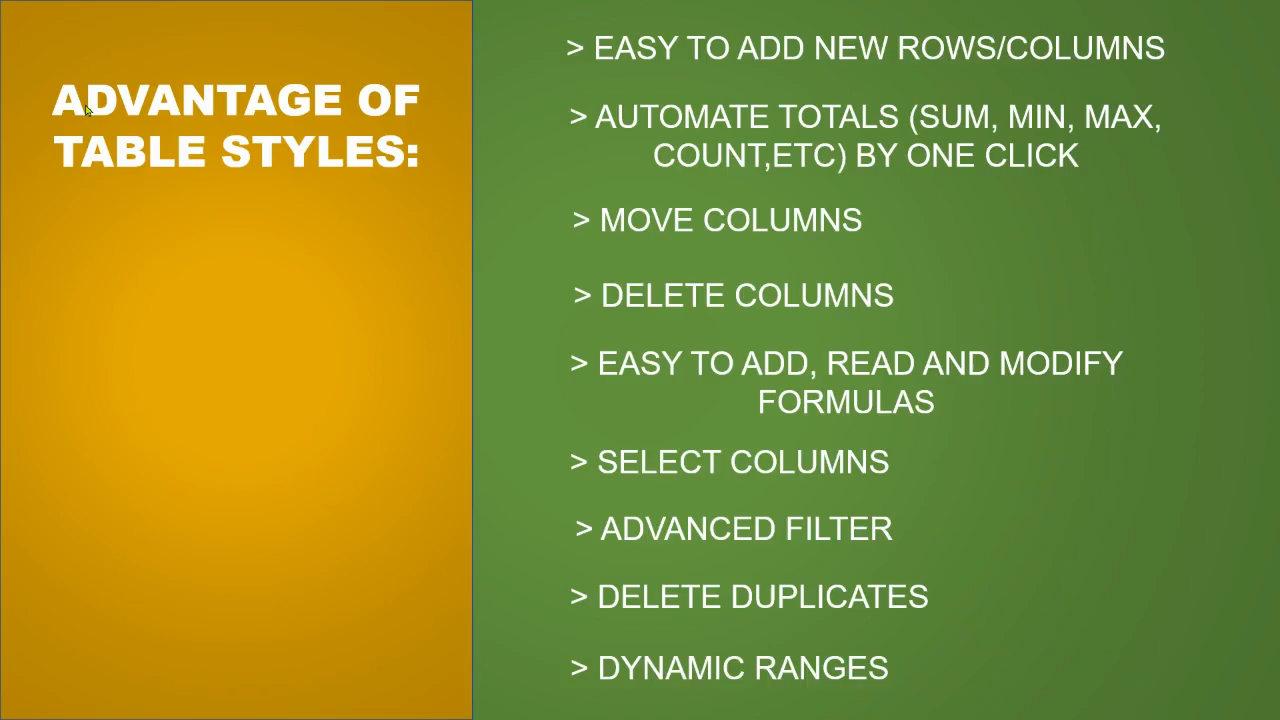 ADVANTAGE OF
TABLE STYLES:
> EASY TO ADD NEW ROWS/COLUMNS
> AUTOMATE TOTALS (SUM, MIN, MAX,
COUNT,ETC) BY ONE CLICK
> MOVE COLUMNS
> DELETE COLUMNS
> EASY TO ADD, READ AND MODIFY
FORMULAS
> SELECT COLUMNS
> ADVANCED FILTER
> DELETE DUPLICATES
> DYNAMIC RANGES